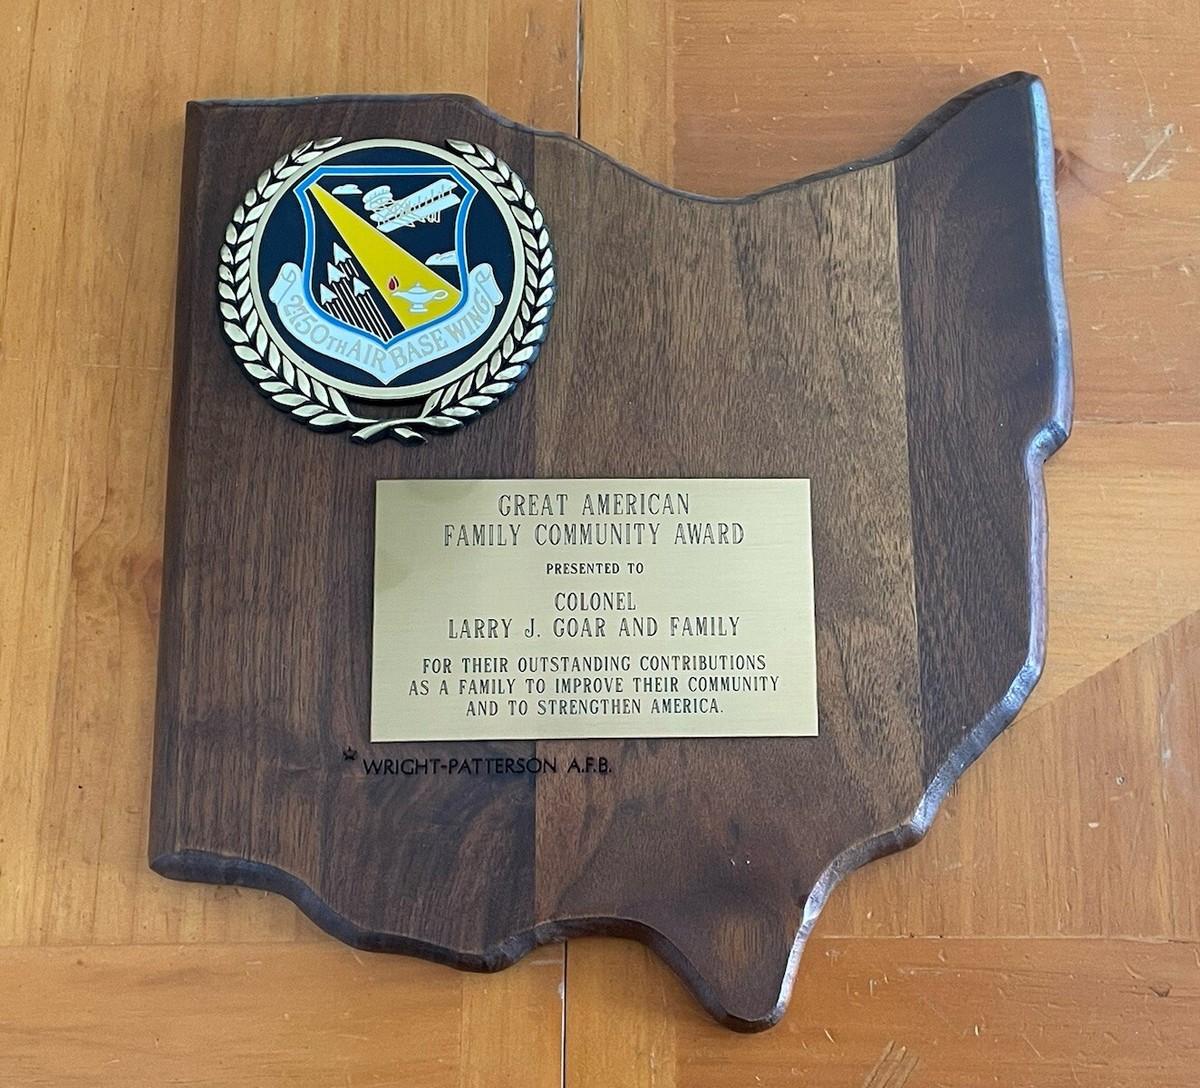 2750TH AIR BASE WING
GREAT AMERICAN
FAMILY COMMUNITY AWARD
PRESENTED TO
COLONEL
LARRY J. GOAR AND FAMILY
FOR THEIR OUTSTANDING CONTRIBUTIONS
AS A FAMILY TO IMPROVE THEIR COMMUNITY
AND TO STRENGTHEN AMERICA.
WRIGHT-PATTERSON A.F.B.